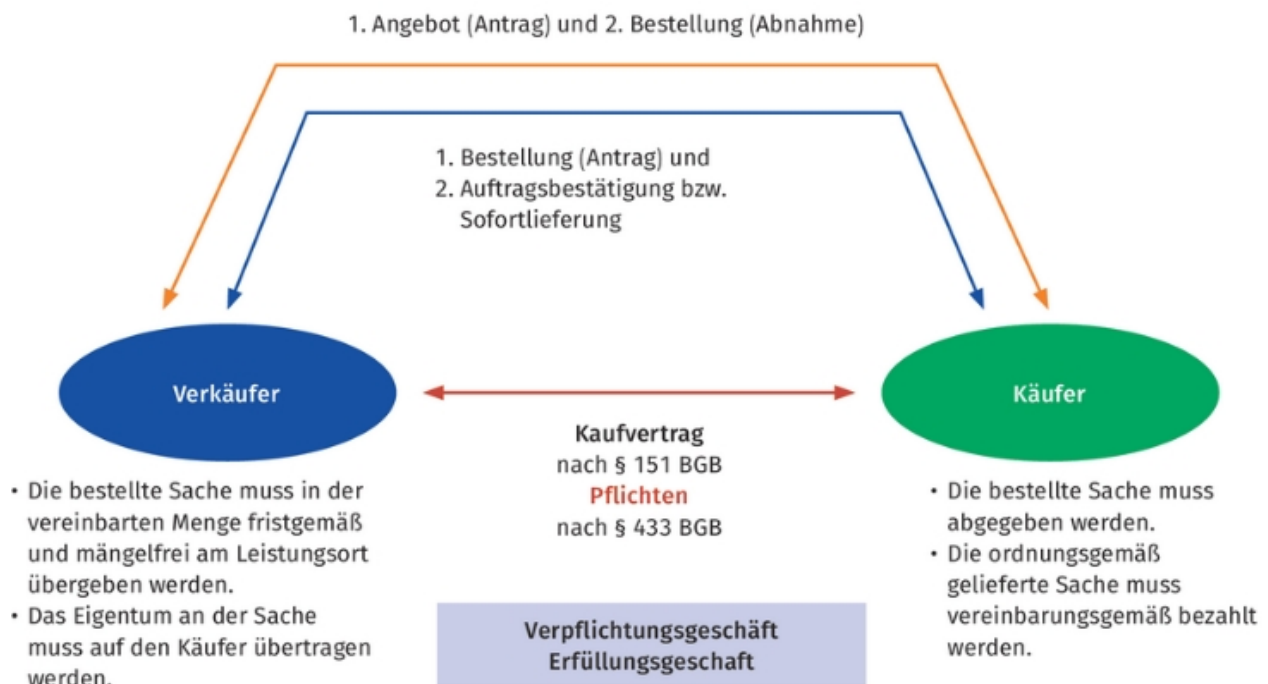 1. Angebot (Antrag) und 2. Bestellung (Abnahme)
1. Bestellung (Antrag) und
2. Auftragsbestätigung bzw.
Sofortlieferung
Verkäufer
Käufer
Kaufvertrag
nach § 151 BGB
Pflichten
nach § 433 BGB
• Die bestellte Sache muss in der
vereinbarten Menge fristgemäß
und mängelfrei am Leistungsort
übergeben werden.
• Das Eigentum an der Sache
muss auf den Käufer übertragen
werden.
• Die bestellte Sache muss
abgegeben werden.
• Die ordnungsgemäß
gelieferte Sache muss
vereinbarungsgemäß bezahlt
werden.
Verpflichtungsgeschäft
Erfüllungsgeschaft